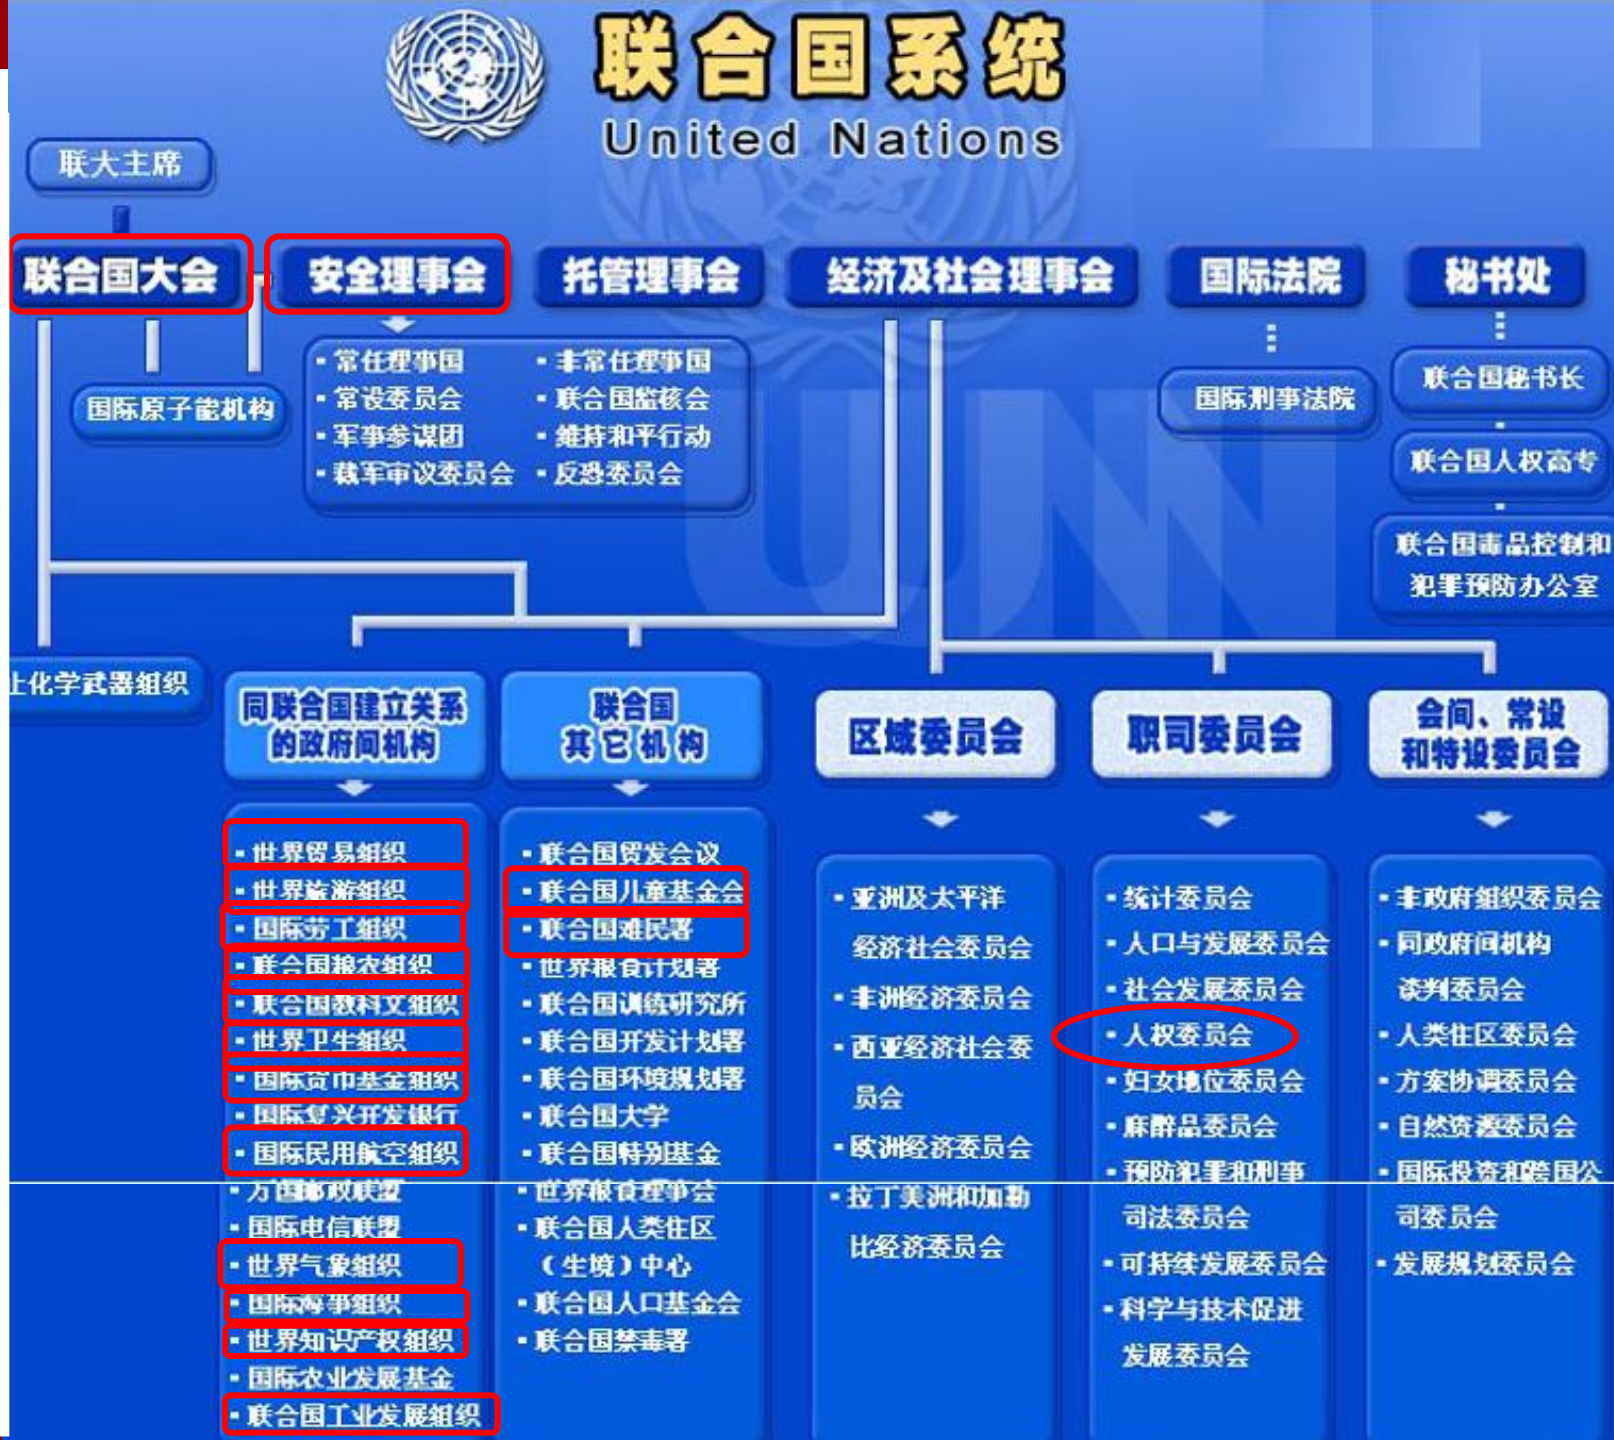 联合国系统
United Nations
联大主席
联合国大会
安全理事会
托管理事会
经济及社会理事会
国际法院
秘书处
国际原子能机构
▪ 常任理事国
▪ 常设委员会
▪ 军事参谋团
▪ 裁军审议委员会
▪ 非常任理事国
▪ 联合国监核会
▪ 维持和平行动
▪ 反恐委员会
国际刑事法院
联合国秘书长
联合国人权高专
联合国毒品控制和
犯罪预防办公室
止化学武器组织
同联合国建立关系
的政府间机构
▪ 世界贸易组织
▪ 世界旅游组织
▪ 国际劳工组织
▪ 联合国粮农组织
▪ 联合国教科文组织
▪ 世界卫生组织
▪ 国际货币基金组织
▪ 国际复兴开发银行
▪ 国际民用航空组织
▪ 万国邮政联盟
▪ 国际电信联盟
▪ 世界气象组织
▪ 国际海事组织
▪ 世界知识产权组织
▪ 国际农业发展基金
▪ 联合国工业发展组织
联合国
其它机构
▪ 联合国贸发会议
▪ 联合国儿童基金会
▪ 联合国难民署
▪ 世界粮食计划署
▪ 联合国训练研究所
▪ 联合国开发计划署
▪ 联合国环境规划署
▪ 联合国大学
▪ 联合国特别基金
▪ 世界粮食理事会
▪ 联合国人类住区
（生境）中心
▪ 联合国人口基金会
▪ 联合国禁毒署
区域委员会
▪ 亚洲及太平洋
经济社会委员会
▪ 非洲经济委员会
▪ 西亚经济社会委
员会
▪ 欧洲经济委员会
▪ 拉丁美洲和加勒
比经济委员会
职司委员会
▪ 统计委员会
▪ 人口与发展委员会
▪ 社会发展委员会
▪ 人权委员会
▪ 妇女地位委员会
▪ 麻醉品委员会
▪ 预防犯罪和刑事
司法委员会
▪ 可持续发展委员会
▪ 科学与技术促进
发展委员会
会间、常设
和特设委员会
▪ 非政府组织委员会
▪ 同政府间机构
谈判委员会
▪ 人类住区委员会
▪ 方案协调委员会
▪ 自然资源委员会
▪ 国际投资和跨国公
司委员会
▪ 发展规划委员会
UN